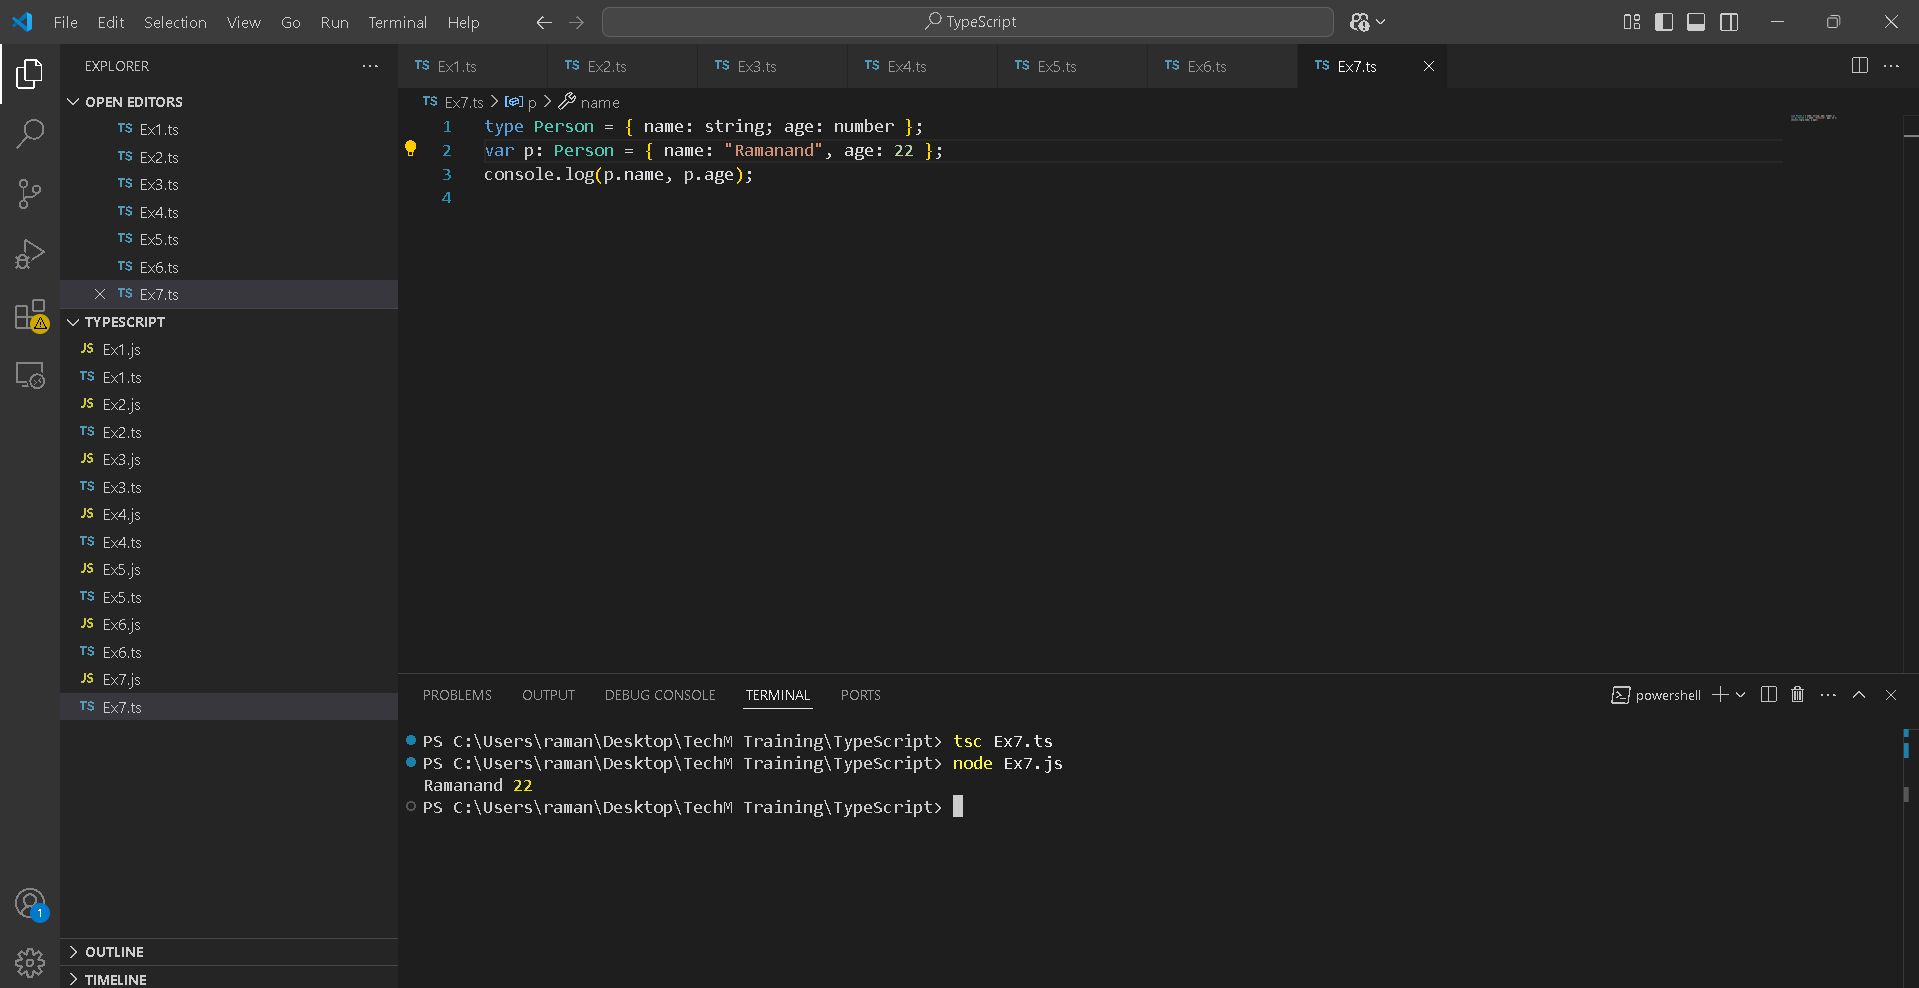 File Edit Selection View Go Run Terminal Help
TypeScript
EXPLORER
OPEN EDITORS
TS Ex1.ts
TS Ex2.ts
TS Ex3.ts
TS Ex4.ts
TS Ex5.ts
TS Ex6.ts
TS Ex7.ts
TYPESCRIPT
JS Ex1.js
TS Ex1.ts
JS Ex2.js
TS Ex2.ts
JS Ex3.js
TS Ex3.ts
JS Ex4.js
TS Ex4.ts
JS Ex5.js
TS Ex5.ts
JS Ex6.js
TS Ex6.ts
JS Ex7.js
TS Ex7.ts
1
OUTLINE
TIMELINE
TS Ex1.ts TS Ex2.ts TS Ex3.ts TS Ex4.ts TS Ex5.ts TS Ex6.ts TS Ex7.ts
TS Ex7.ts > p > name
1 type Person = { name: string; age: number };
2 var p: Person = { name: "Ramanand", age: 22 };
3 console.log(p.name, p.age);
4
PROBLEMS OUTPUT DEBUG CONSOLE TERMINAL PORTS
powershell
PS C:\Users\raman\Desktop\TechM Training\TypeScript> tsc Ex7.ts
PS C:\Users\raman\Desktop\TechM Training\TypeScript> node Ex7.js
Ramanand 22
PS C:\Users\raman\Desktop\TechM Training\TypeScript>